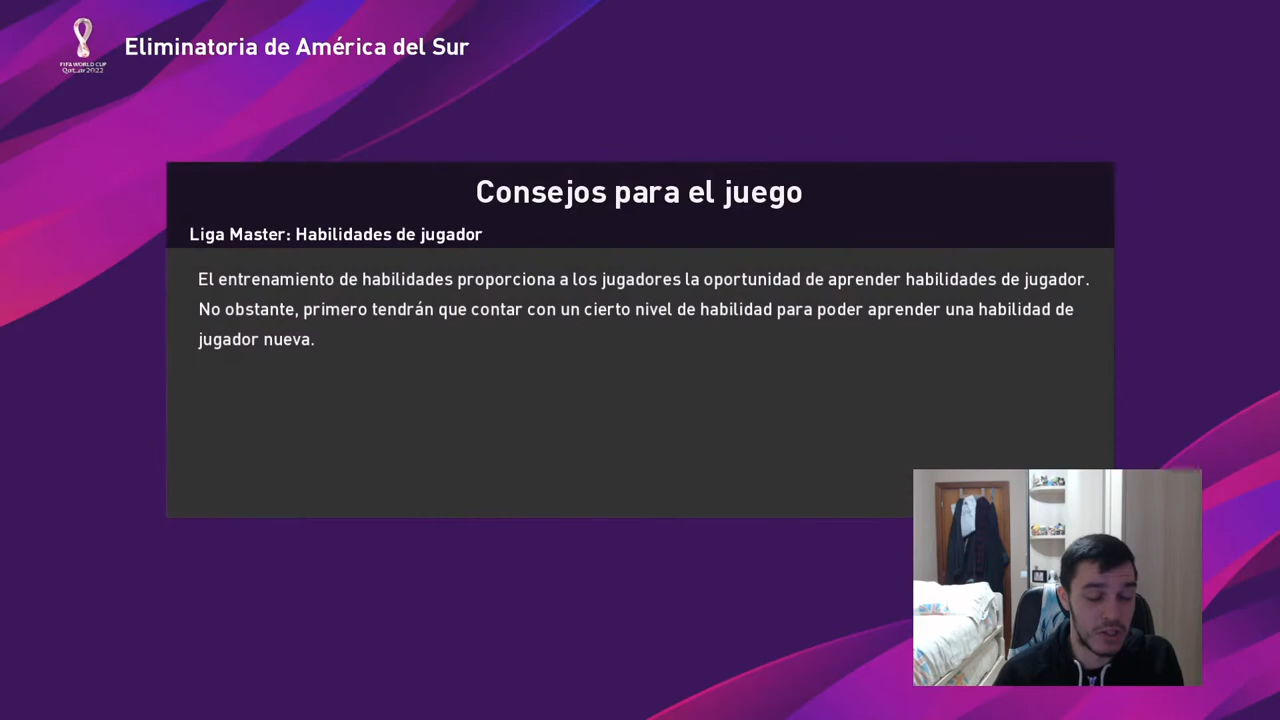 FIFA WORLD CUP
Qatar2022
Eliminatoria de América del Sur
Consejos para el juego
Liga Master: Habilidades de jugador
El entrenamiento de habilidades proporciona a los jugadores la oportunidad de aprender habilidades de jugador.
No obstante, primero tendrán que contar con un cierto nivel de habilidad para poder aprender una habilidad de
jugador nueva.